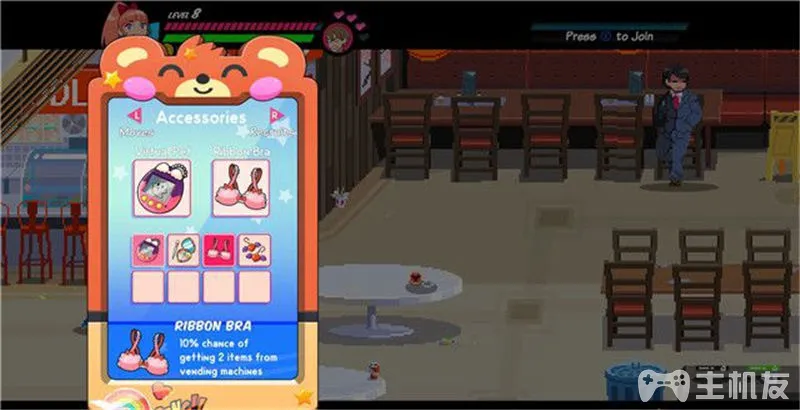 LEVEL 8
Press to Join
L
Accessories
R
Moves
Recruits
Virtual Pet
Ribbon Bra
RIBBON BRA
10% chance of
getting 2 items from
vending machines
主机友